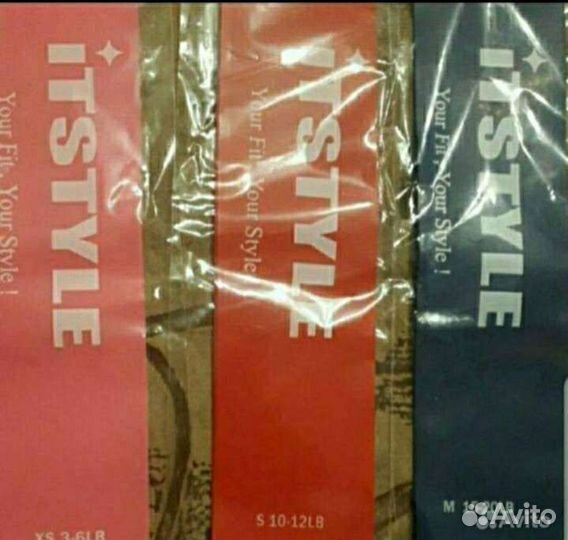 iTSTYLE
Your Fit, Your Style !
XS 3-6LB
iTSTYLE
Your Fit, Your Style
S 10-12LB
iTSTYLE
Your Fit, Your Style !
M
Avito